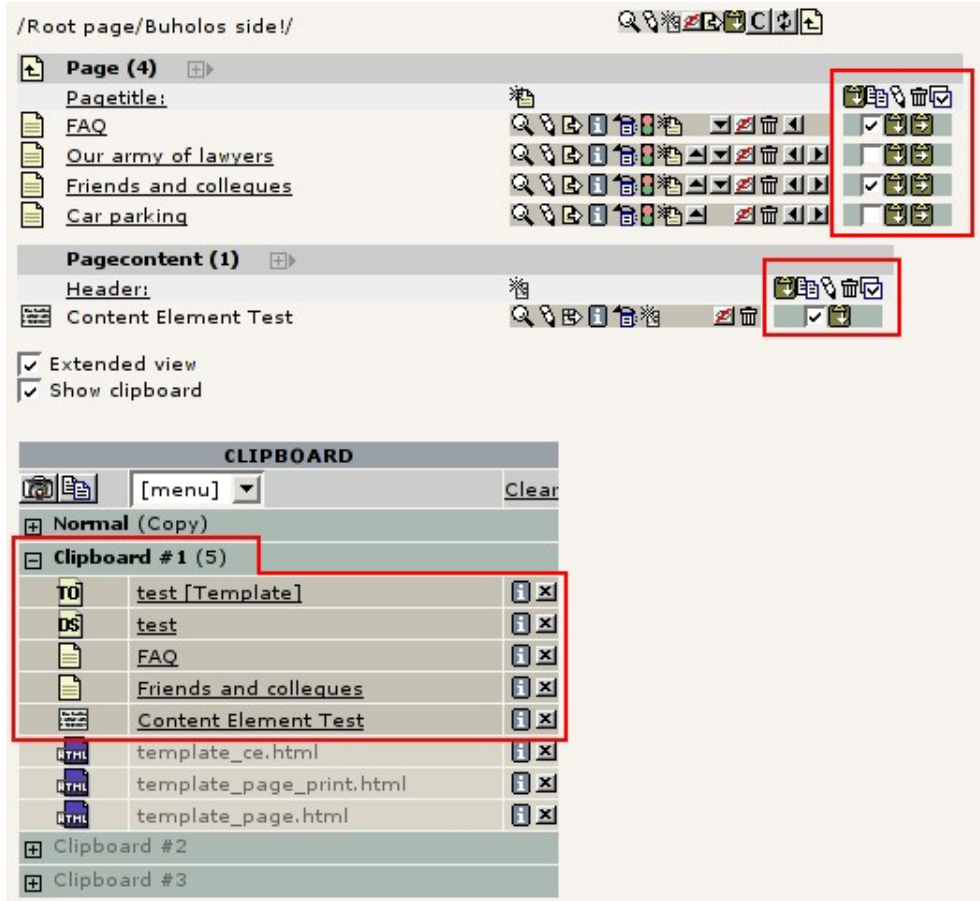 /Root page/Buholos side!/
C
Page (4)
Pagetitle:
FAQ
Our army of lawyers
Friends and colleques
Car parking
Pagecontent (1)
Header:
Content Element Test
Extended view
Show clipboard
CLIPBOARD
[menu] Clear
Normal (Copy)
Clipboard #1 (5)
TO test [Template]
DS test
FAQ
Friends and colleques
Content Element Test
template_ce.html
template_page_print.html
template_page.html
Clipboard #2
Clipboard #3